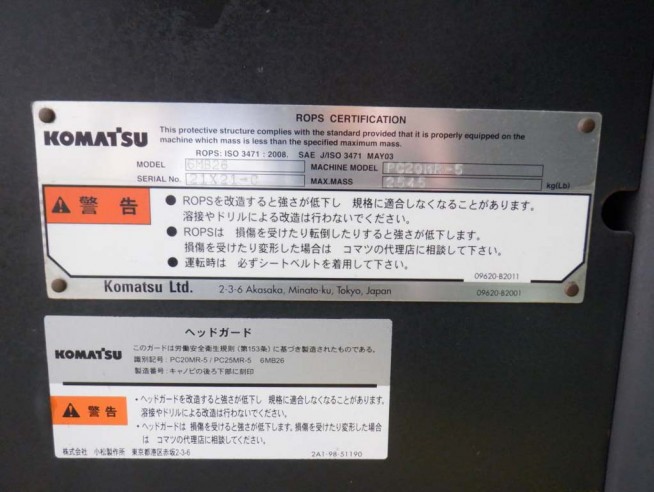 ROPS CERTIFICATION
KOMATSU
This protective structure complies with the standard provided that it is properly equipped on the
machine which mass is less than the specified maximum mass.
ROPS: ISO 3471 : 2008. SAE J/ISO 3471 MAY03
MODEL 6MB26 MACHINE MODEL PC20MR-5
SERIAL No. MAX.MASS 2545 kg(Lb)
警告
● ROPSを改造すると強さが低下し 規格に適合しなくなることがあります。
溶接やドリルによる改造は行わないでください。
● ROPSは 損傷を受けたり転倒したりすると強さが低下します。
損傷を受けたり変形した場合は コマツの代理店に相談して下さい。
● 運転時は 必ずシートベルトを着用して下さい。
09620-B2011
Komatsu Ltd. 2-3-6 Akasaka, Minato-ku, Tokyo, Japan 09620-B2001
ヘッドガード
KOMATSU
このガードは労働安全衛生規則(第153条)に基づき製造されたものである。
識別記号: PC20MR-5 / PC25MR-5 6MB26
製造番号: キャノピの後ろ下部に刻印
警告
・ヘッドガードを改造すると強さが低下し 規格に適合しなくなることがあります。
溶接やドリルによる改造は行わないでください。
・ヘッドガードは 損傷を受けると強さが低下します。損傷を受けたり変形した場合
は コマツの代理店に相談してください。
株式会社 小松製作所 東京都港区赤坂2-3-6 2A1-98-51190